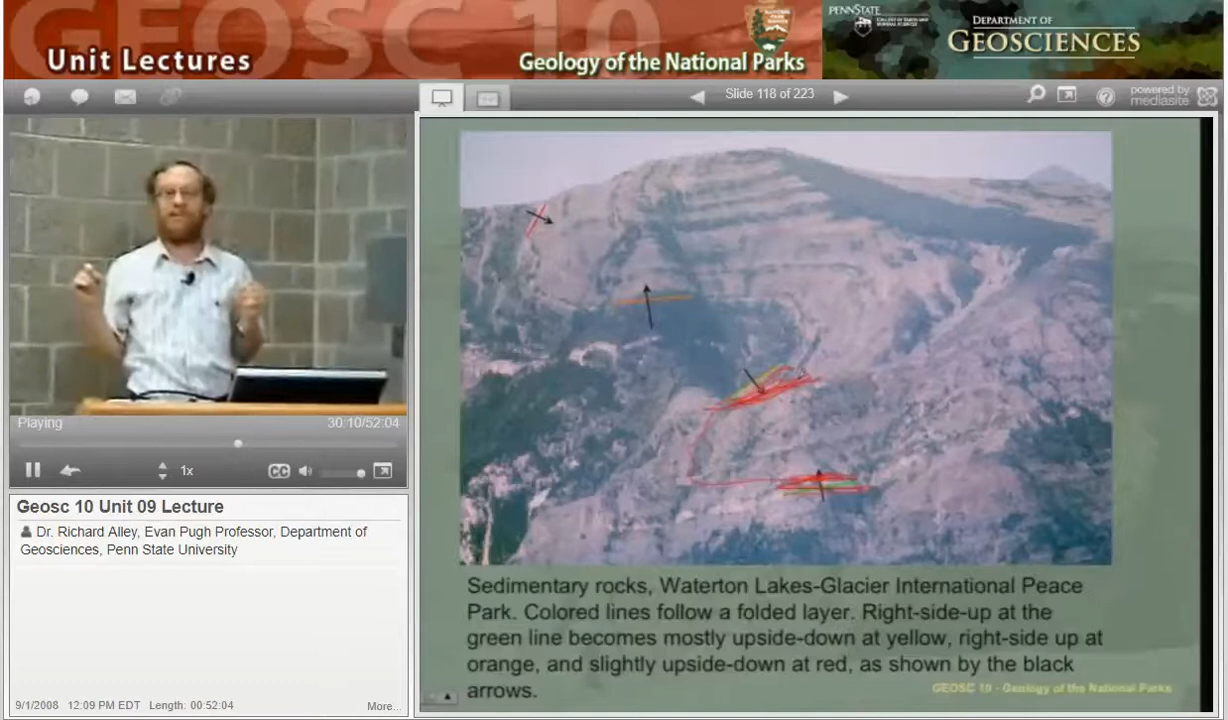 GEOSC 10
Unit Lectures
Geology of the National Parks
PENNSTATE
DEPARTMENT OF
GEOSCIENCES
Slide 118 of 223
powered by
mediasite
Playing
30:10/52:04
1x
CC
Geosc 10 Unit 09 Lecture
Dr. Richard Alley, Evan Pugh Professor, Department of
Geosciences, Penn State University
9/1/2008 12:09 PM EDT Length: 00:52:04
More...
Sedimentary rocks, Waterton Lakes-Glacier International Peace
Park. Colored lines follow a folded layer. Right-side-up at the
green line becomes mostly upside-down at yellow, right-side up at
orange, and slightly upside-down at red, as shown by the black
arrows.
GEOSC 10 - Geology of the National Parks